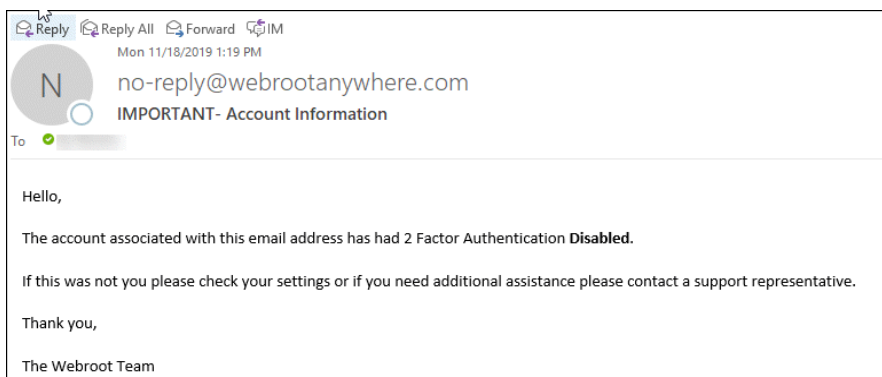 Reply Reply All Forward IM
Mon 11/18/2019 1:19 PM
N
no-reply@webrootanywhere.com
IMPORTANT- Account Information
To
Hello,
The account associated with this email address has had 2 Factor Authentication Disabled.
If this was not you please check your settings or if you need additional assistance please contact a support representative.
Thank you,
The Webroot Team